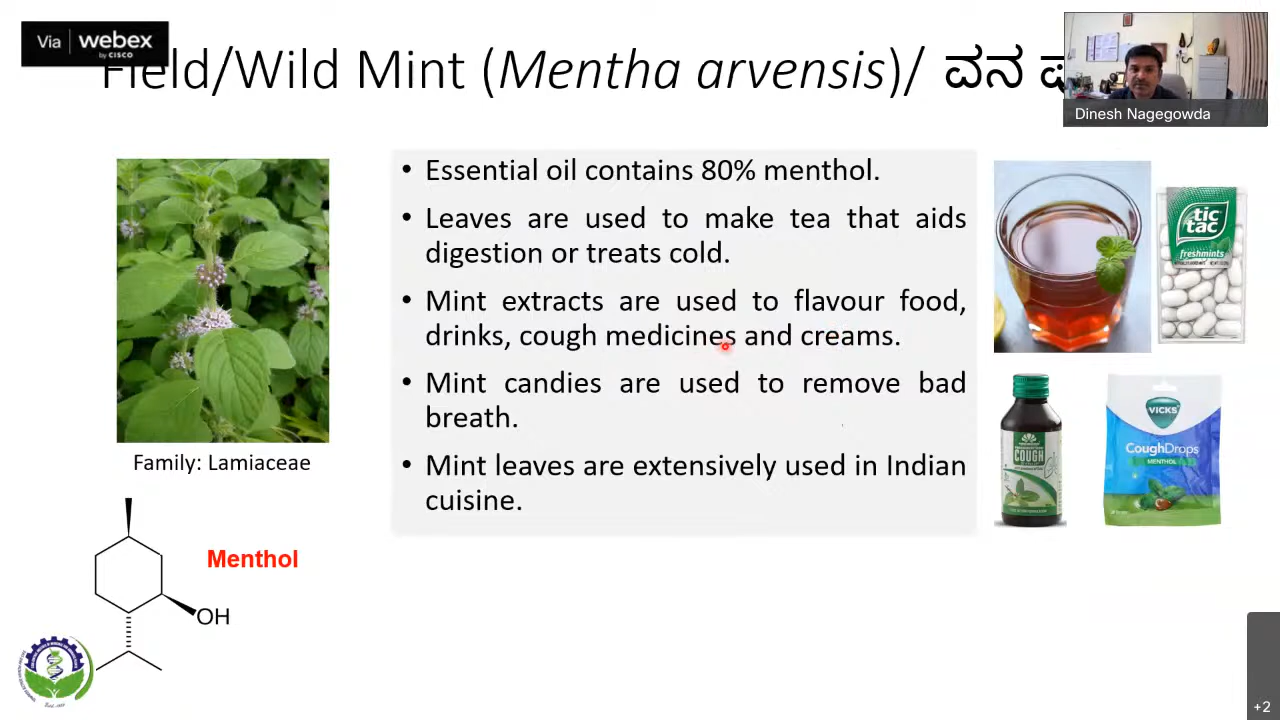 Via webex
by CISCO
Field/Wild Mint (Mentha arvensis)/ ವನ
Dinesh Nagegowda
• Essential oil contains 80% menthol.
• Leaves are used to make tea that aids
digestion or treats cold.
• Mint extracts are used to flavour food,
drinks, cough medicines and creams.
• Mint candies are used to remove bad
breath.
• Mint leaves are extensively used in Indian
cuisine.
tic
tac
freshmints
Family: Lamiaceae
COUGH
VICKS
CoughDrops
MENTHOL
Menthol
OH
+2